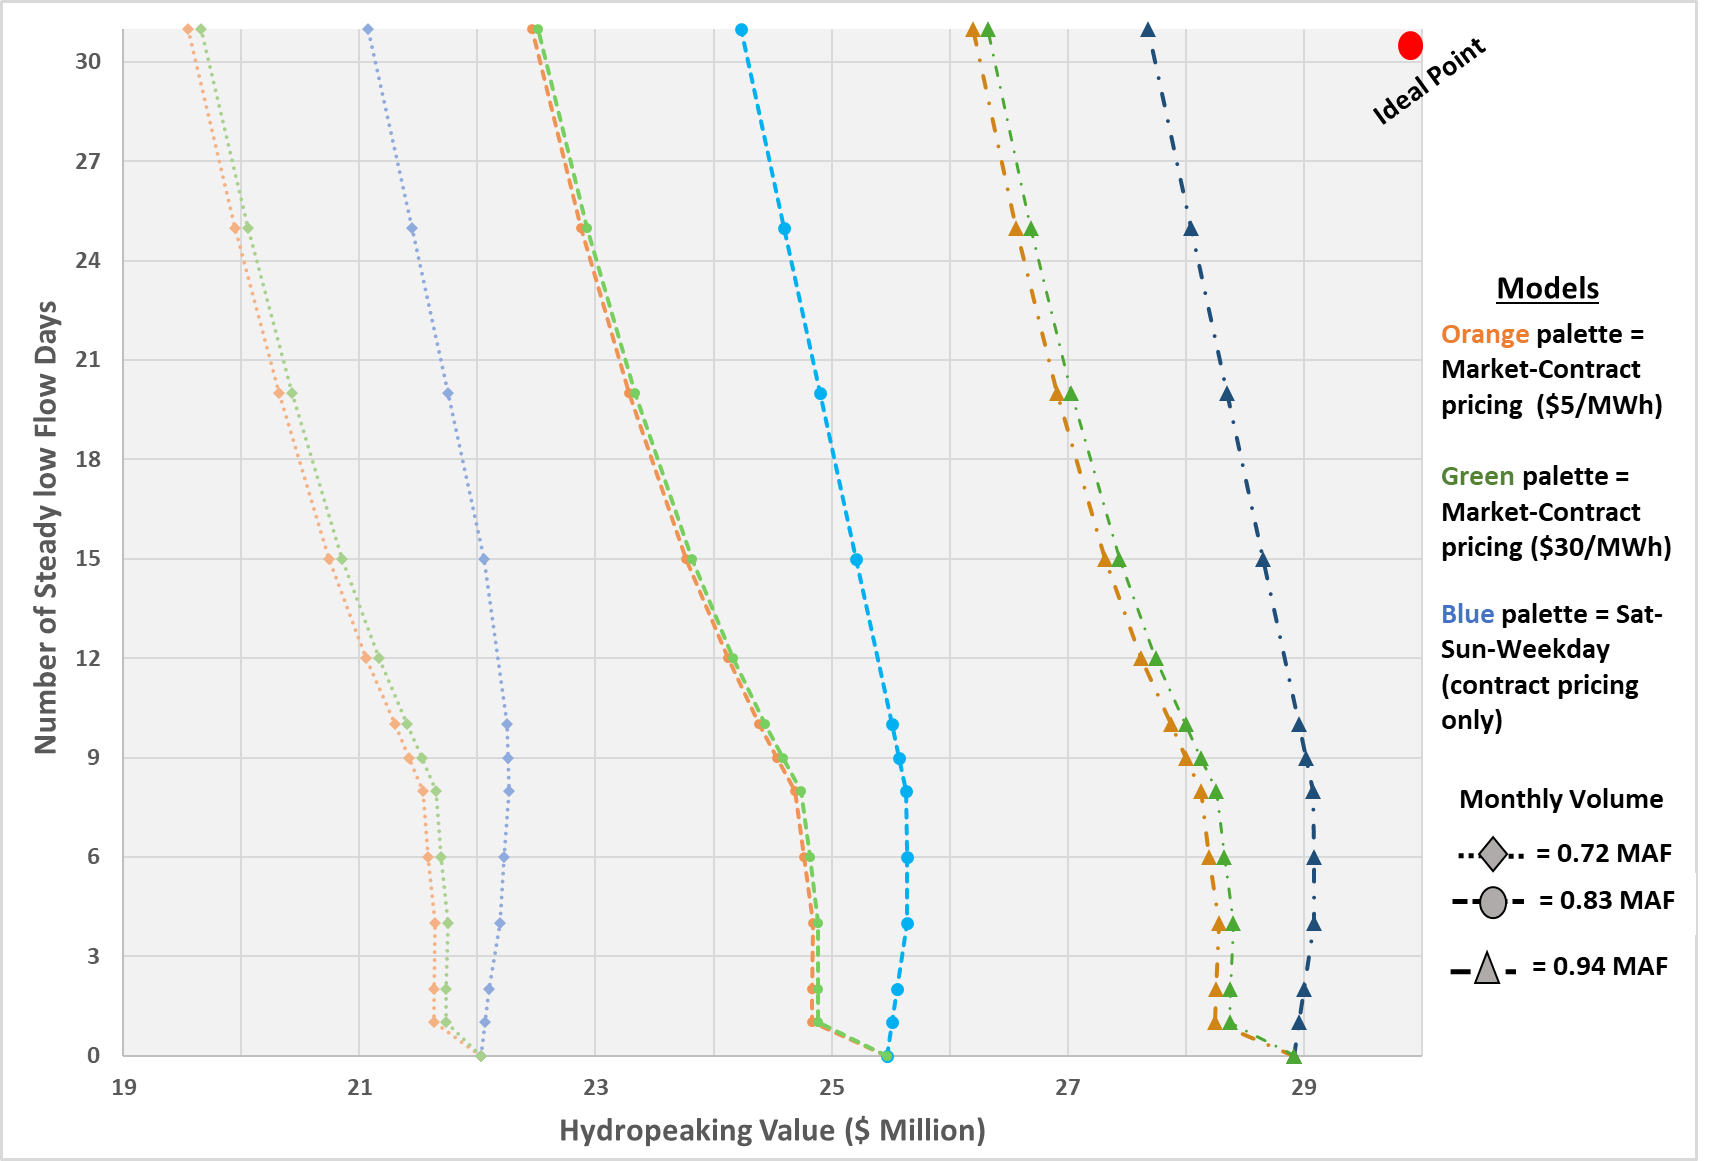 30
27
24
21
18
15
12
9
6
3
0
19
21
23
25
27
29
Number of Steady low Flow Days
Hydropeaking Value ($ Million)
Ideal Point
Models
Orange palette =
Market-Contract
pricing ($5/MWh)
Green palette =
Market-Contract
pricing ($30/MWh)
Blue palette = Sat-
Sun-Weekday
(contract pricing
only)
Monthly Volume
= 0.72 MAF
= 0.83 MAF
= 0.94 MAF